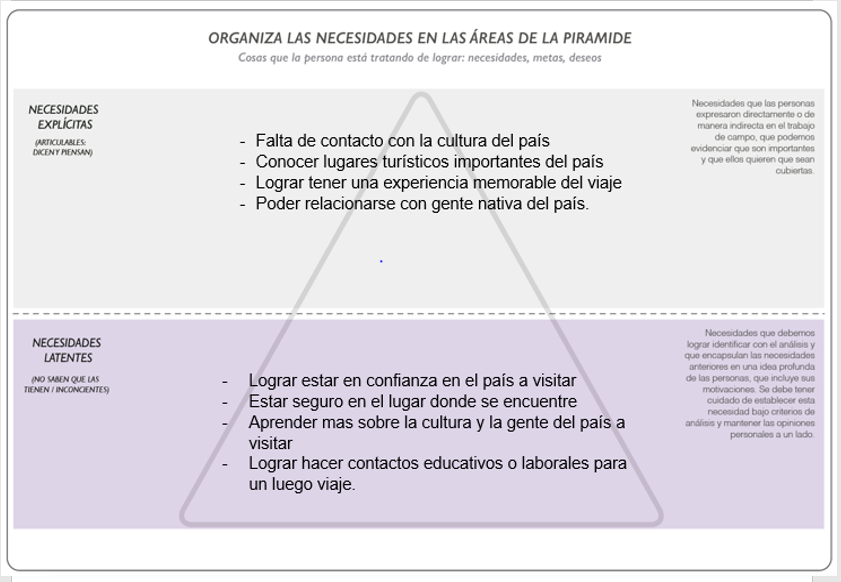 ORGANIZA LAS NECESIDADES EN LAS ÁREAS DE LA PIRAMIDE
Cosas que la persona está tratando de lograr: necesidades, metas, deseos
NECESIDADES
EXPLÍCITAS
(ARTICULABLES:
DICEN Y PIENSAN)
- Falta de contacto con la cultura del país
- Conocer lugares turísticos importantes del país
- Lograr tener una experiencia memorable del viaje
- Poder relacionarse con gente nativa del país.
Necesidades que las personas
expresaron directamente o de
manera indirecta en el trabajo
de campo, que podemos
evidenciar que son importantes
y que ellos quieren que sean
cubiertas.
NECESIDADES
LATENTES
(NO SABEN QUE LAS
TIENEN / INCONCIENTES)
- Lograr estar en confianza en el país a visitar
- Estar seguro en el lugar donde se encuentre
- Aprender mas sobre la cultura y la gente del país a
visitar
- Lograr hacer contactos educativos o laborales para
un luego viaje.
Necesidades que debemos
lograr identificar con el análisis y
que encapsulan las necesidades
anteriores en una idea profunda
de las personas, que incluye sus
motivaciones. Se debe tener
cuidado de establecer esta
necesidad bajo criterios de
análisis y mantener las opiniones
personales a un lado.